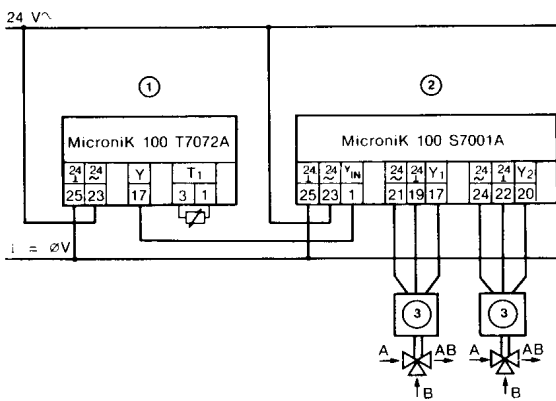 24 V~
① ②
MicroniK 100 T7072A
MicroniK 100 S7001A
24 ⊥ 24 ~ Y T1
25 23 17 3 1
24 ⊥ 24 ~ YIN 24 ~ 24 ⊥ Y1 24 ~ 24 ⊥ Y2
25 23 1 21 19 17 24 22 20
⊥ = ØV
③ ③
A AB A AB
B B